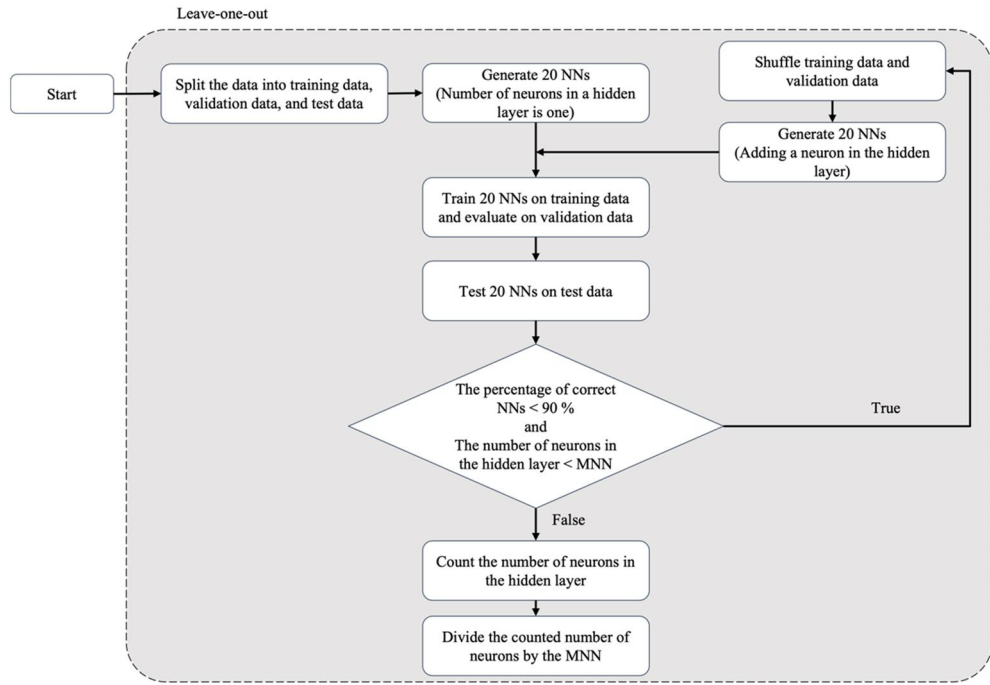 Leave-one-out
Start
Split the data into training data,
validation data, and test data
Generate 20 NNs
(Number of neurons in a hidden
layer is one)
Shuffle training data and
validation data
Generate 20 NNs
(Adding a neuron in the hidden
layer)
Train 20 NNs on training data
and evaluate on validation data
Test 20 NNs on test data
The percentage of correct
NNs < 90 %
and
The number of neurons in
the hidden layer < MNN
True
False
Count the number of neurons in
the hidden layer
Divide the counted number of
neurons by the MNN